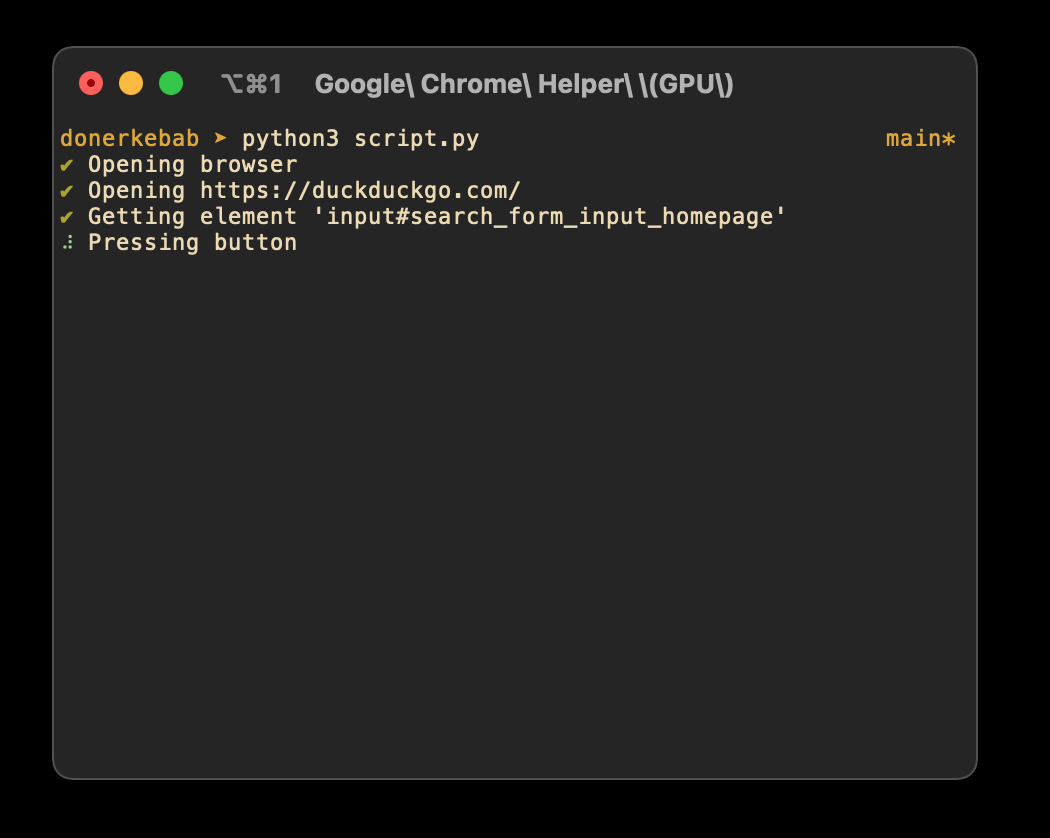 ⌥⌘1 Google\ Chrome\ Helper\ \(GPU\)
donerkebab ➤ python3 script.py main*
✔ Opening browser
✔ Opening https://duckduckgo.com/
✔ Getting element 'input#search_form_input_homepage'
⠼ Pressing button